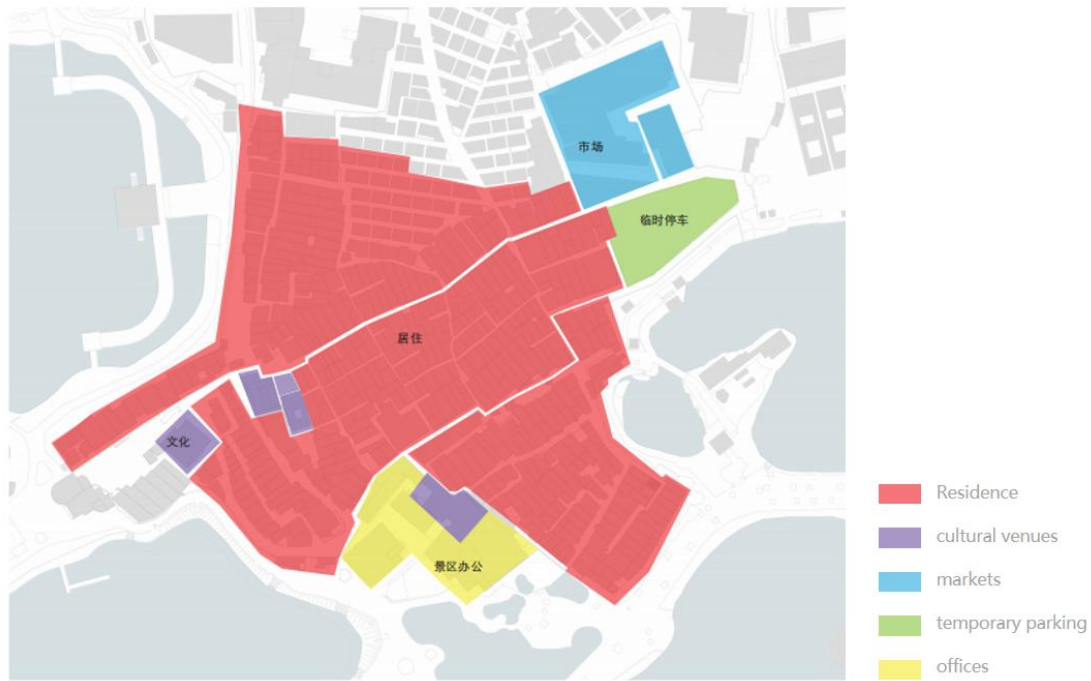 市场
临时停车
居住
文化
景区办公
Residence
cultural venues
markets
temporary parking
offices